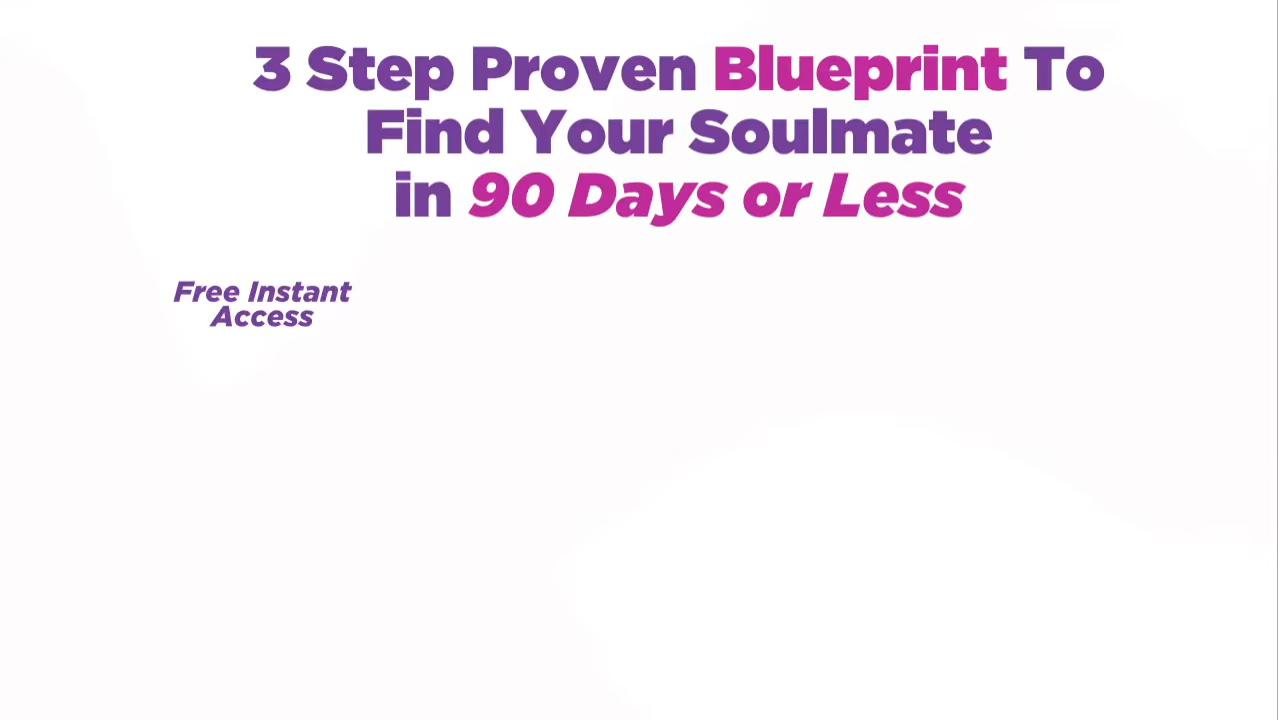 3 Step Proven Blueprint To
Find Your Soulmate
in 90 Days or Less
Free Instant
Access